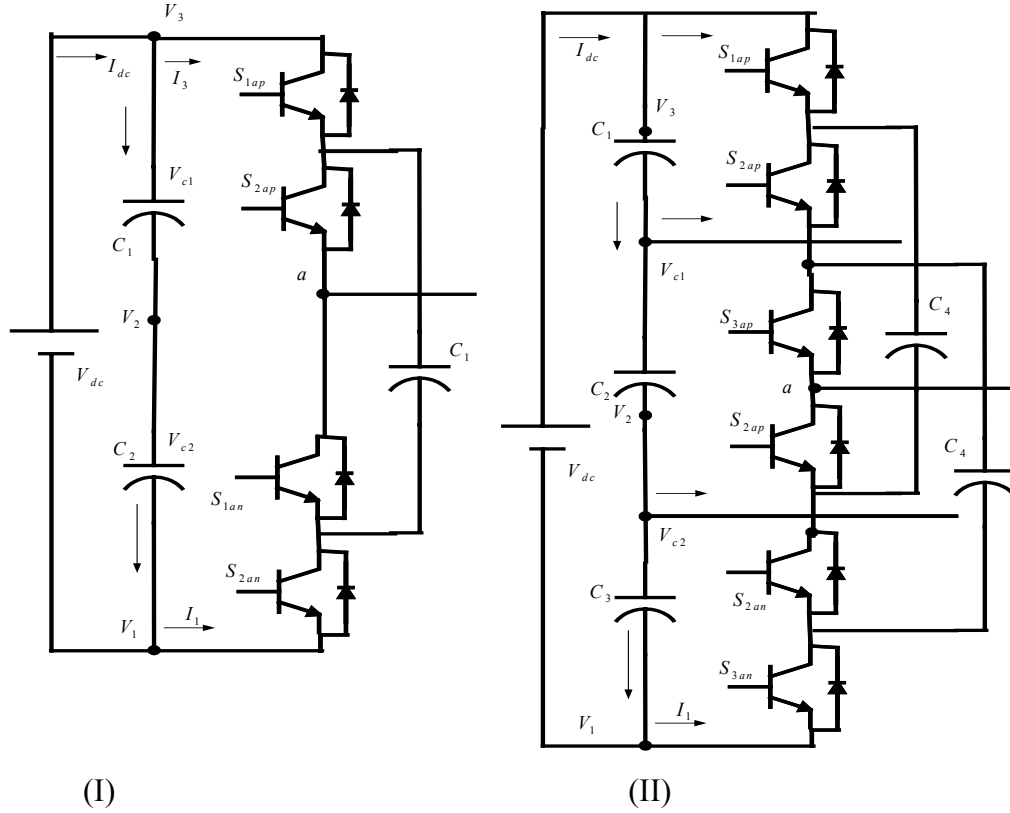 V3
Idc
I3
S1ap
Vc1
S2ap
C1
a
V2
C1
Vdc
C2
Vc2
S1an
S2an
V1
I1
(I)
Idc
S1ap
V3
C1
S2ap
Vc1
C4
S3ap
a
C2
V2
S2ap
C4
Vdc
Vc2
C3
S2an
S3an
V1
I1
(II)